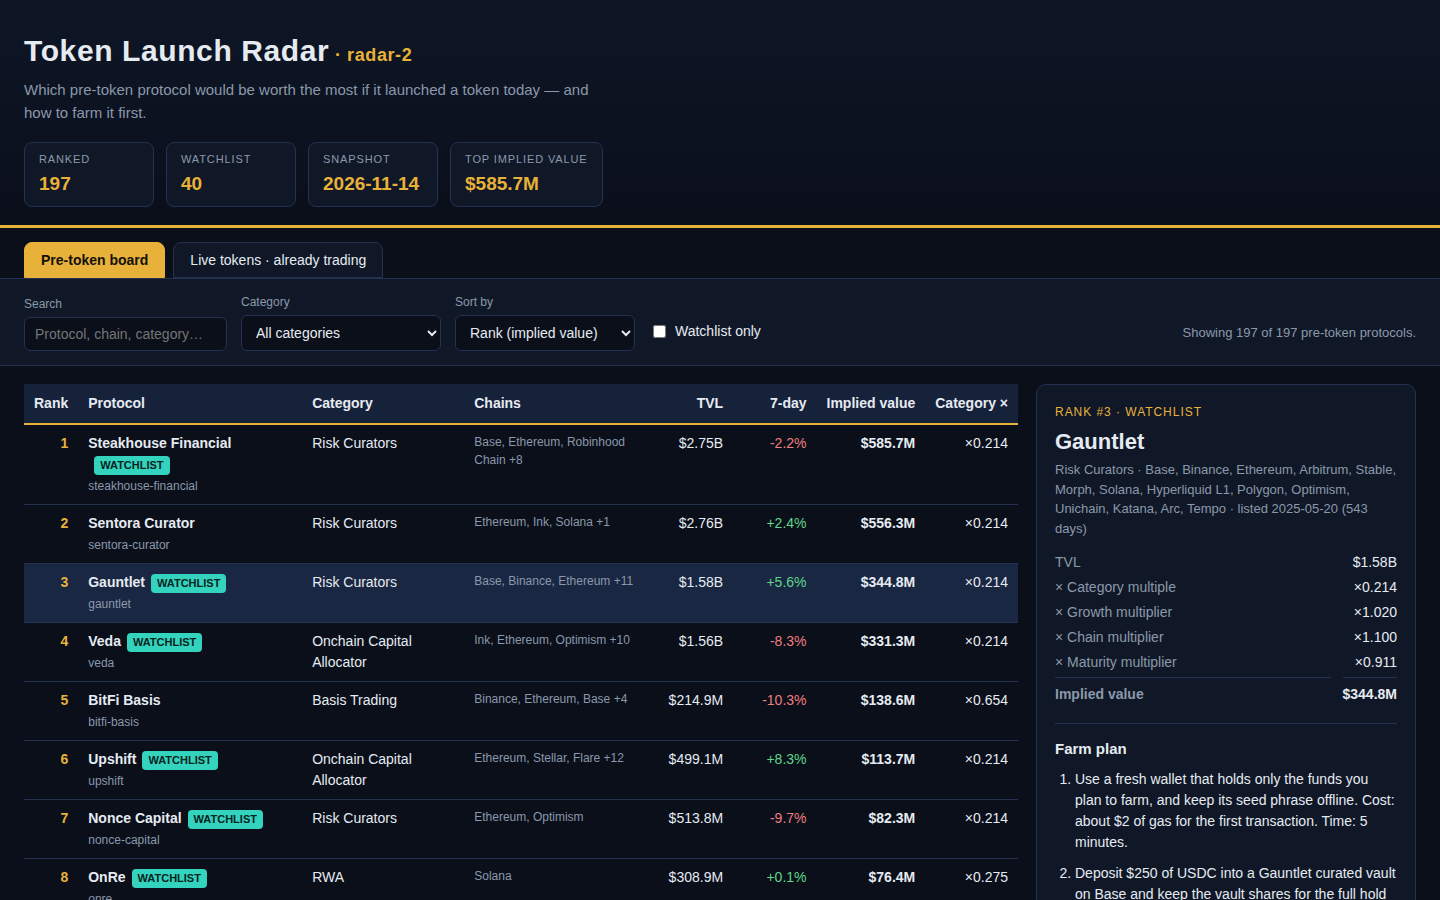 Token Launch Radar · radar-2
Which pre-token protocol would be worth the most if it launched a token today — and
how to farm it first.
RANKED
197
WATCHLIST
40
SNAPSHOT
2026-11-14
TOP IMPLIED VALUE
$585.7M
Pre-token board
Live tokens · already trading
Search
Protocol, chain, category…
Category
All categories
Sort by
Rank (implied value)
Watchlist only
Showing 197 of 197 pre-token protocols.
Rank Protocol Category Chains TVL 7-day Implied value Category ×
1 Steakhouse Financial Risk Curators Base, Ethereum, Robinhood $2.75B -2.2% $585.7M ×0.214
WATCHLIST Chain +8
steakhouse-financial
2 Sentora Curator Risk Curators Ethereum, Ink, Solana +1 $2.76B +2.4% $556.3M ×0.214
sentora-curator
3 Gauntlet WATCHLIST Risk Curators Base, Binance, Ethereum +11 $1.58B +5.6% $344.8M ×0.214
gauntlet
4 Veda WATCHLIST Onchain Capital Ink, Ethereum, Optimism +10 $1.56B -8.3% $331.3M ×0.214
veda Allocator
5 BitFi Basis Basis Trading Binance, Ethereum, Base +4 $214.9M -10.3% $138.6M ×0.654
bitfi-basis
6 Upshift WATCHLIST Onchain Capital Ethereum, Stellar, Flare +12 $499.1M +8.3% $113.7M ×0.214
upshift Allocator
7 Nonce Capital WATCHLIST Risk Curators Ethereum, Optimism $513.8M -9.7% $82.3M ×0.214
nonce-capital
8 OnRe WATCHLIST RWA Solana $308.9M +0.1% $76.4M ×0.275
onre
RANK #3 · WATCHLIST
Gauntlet
Risk Curators · Base, Binance, Ethereum, Arbitrum, Stable,
Morph, Solana, Hyperliquid L1, Polygon, Optimism,
Unichain, Katana, Arc, Tempo · listed 2025-05-20 (543
days)
TVL $1.58B
× Category multiple ×0.214
× Growth multiplier ×1.020
× Chain multiplier ×1.100
× Maturity multiplier ×0.911
Implied value $344.8M
Farm plan
1. Use a fresh wallet that holds only the funds you
plan to farm, and keep its seed phrase offline. Cost:
about $2 of gas for the first transaction. Time: 5
minutes.
2. Deposit $250 of USDC into a Gauntlet curated vault
on Base and keep the vault shares for the full hold